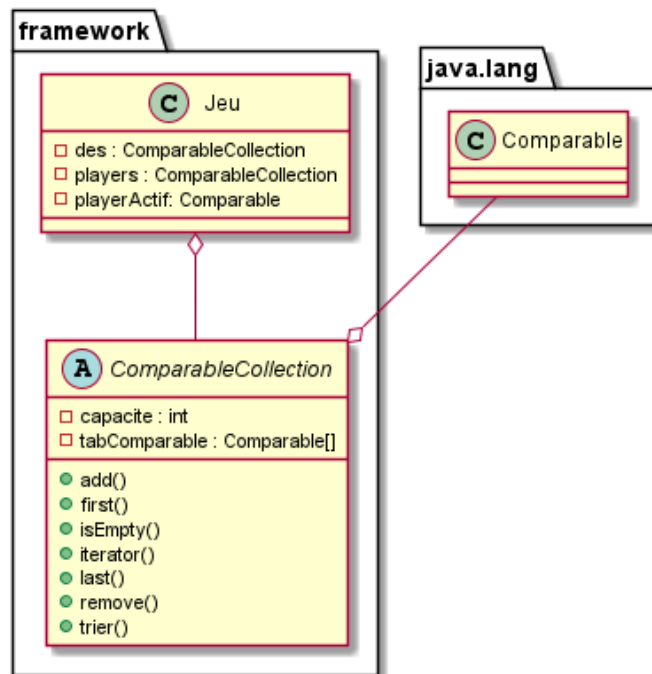 framework
C Jeu
des : ComparableCollection
players : ComparableCollection
playerActif: Comparable
java.lang
C Comparable
A ComparableCollection
capacite : int
tabComparable : Comparable[]
add()
first()
isEmpty()
iterator()
last()
remove()
trier()